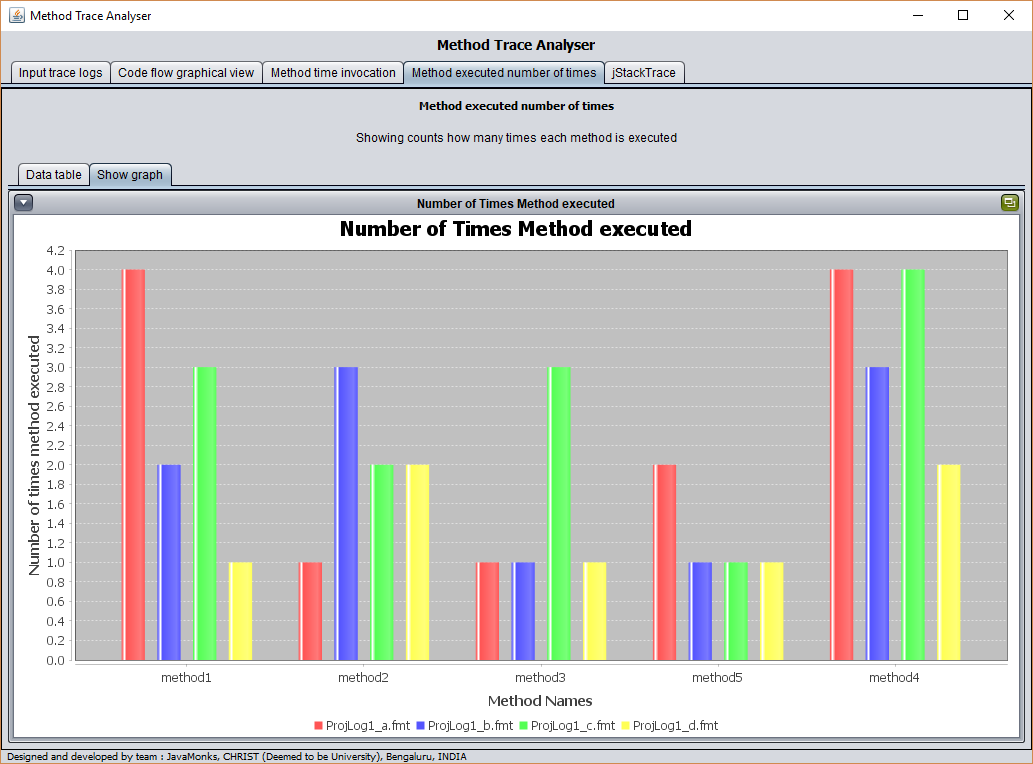 Method Trace Analyser
Method Trace Analyser
Input trace logs Code flow graphical view Method time invocation Method executed number of times jStackTrace
Method executed number of times
Showing counts how many times each method is executed
Data table Show graph
Number of Times Method executed
Number of Times Method executed
Number of times method executed
4.2
4.0
3.8
3.6
3.4
3.2
3.0
2.8
2.6
2.4
2.2
2.0
1.8
1.6
1.4
1.2
1.0
0.8
0.6
0.4
0.2
0.0
method1 method2 method3 method5 method4
Method Names
ProjLog1_a.fmt ProjLog1_b.fmt ProjLog1_c.fmt ProjLog1_d.fmt
Designed and developed by team : JavaMonks, CHRIST (Deemed to be University), Bengaluru, INDIA